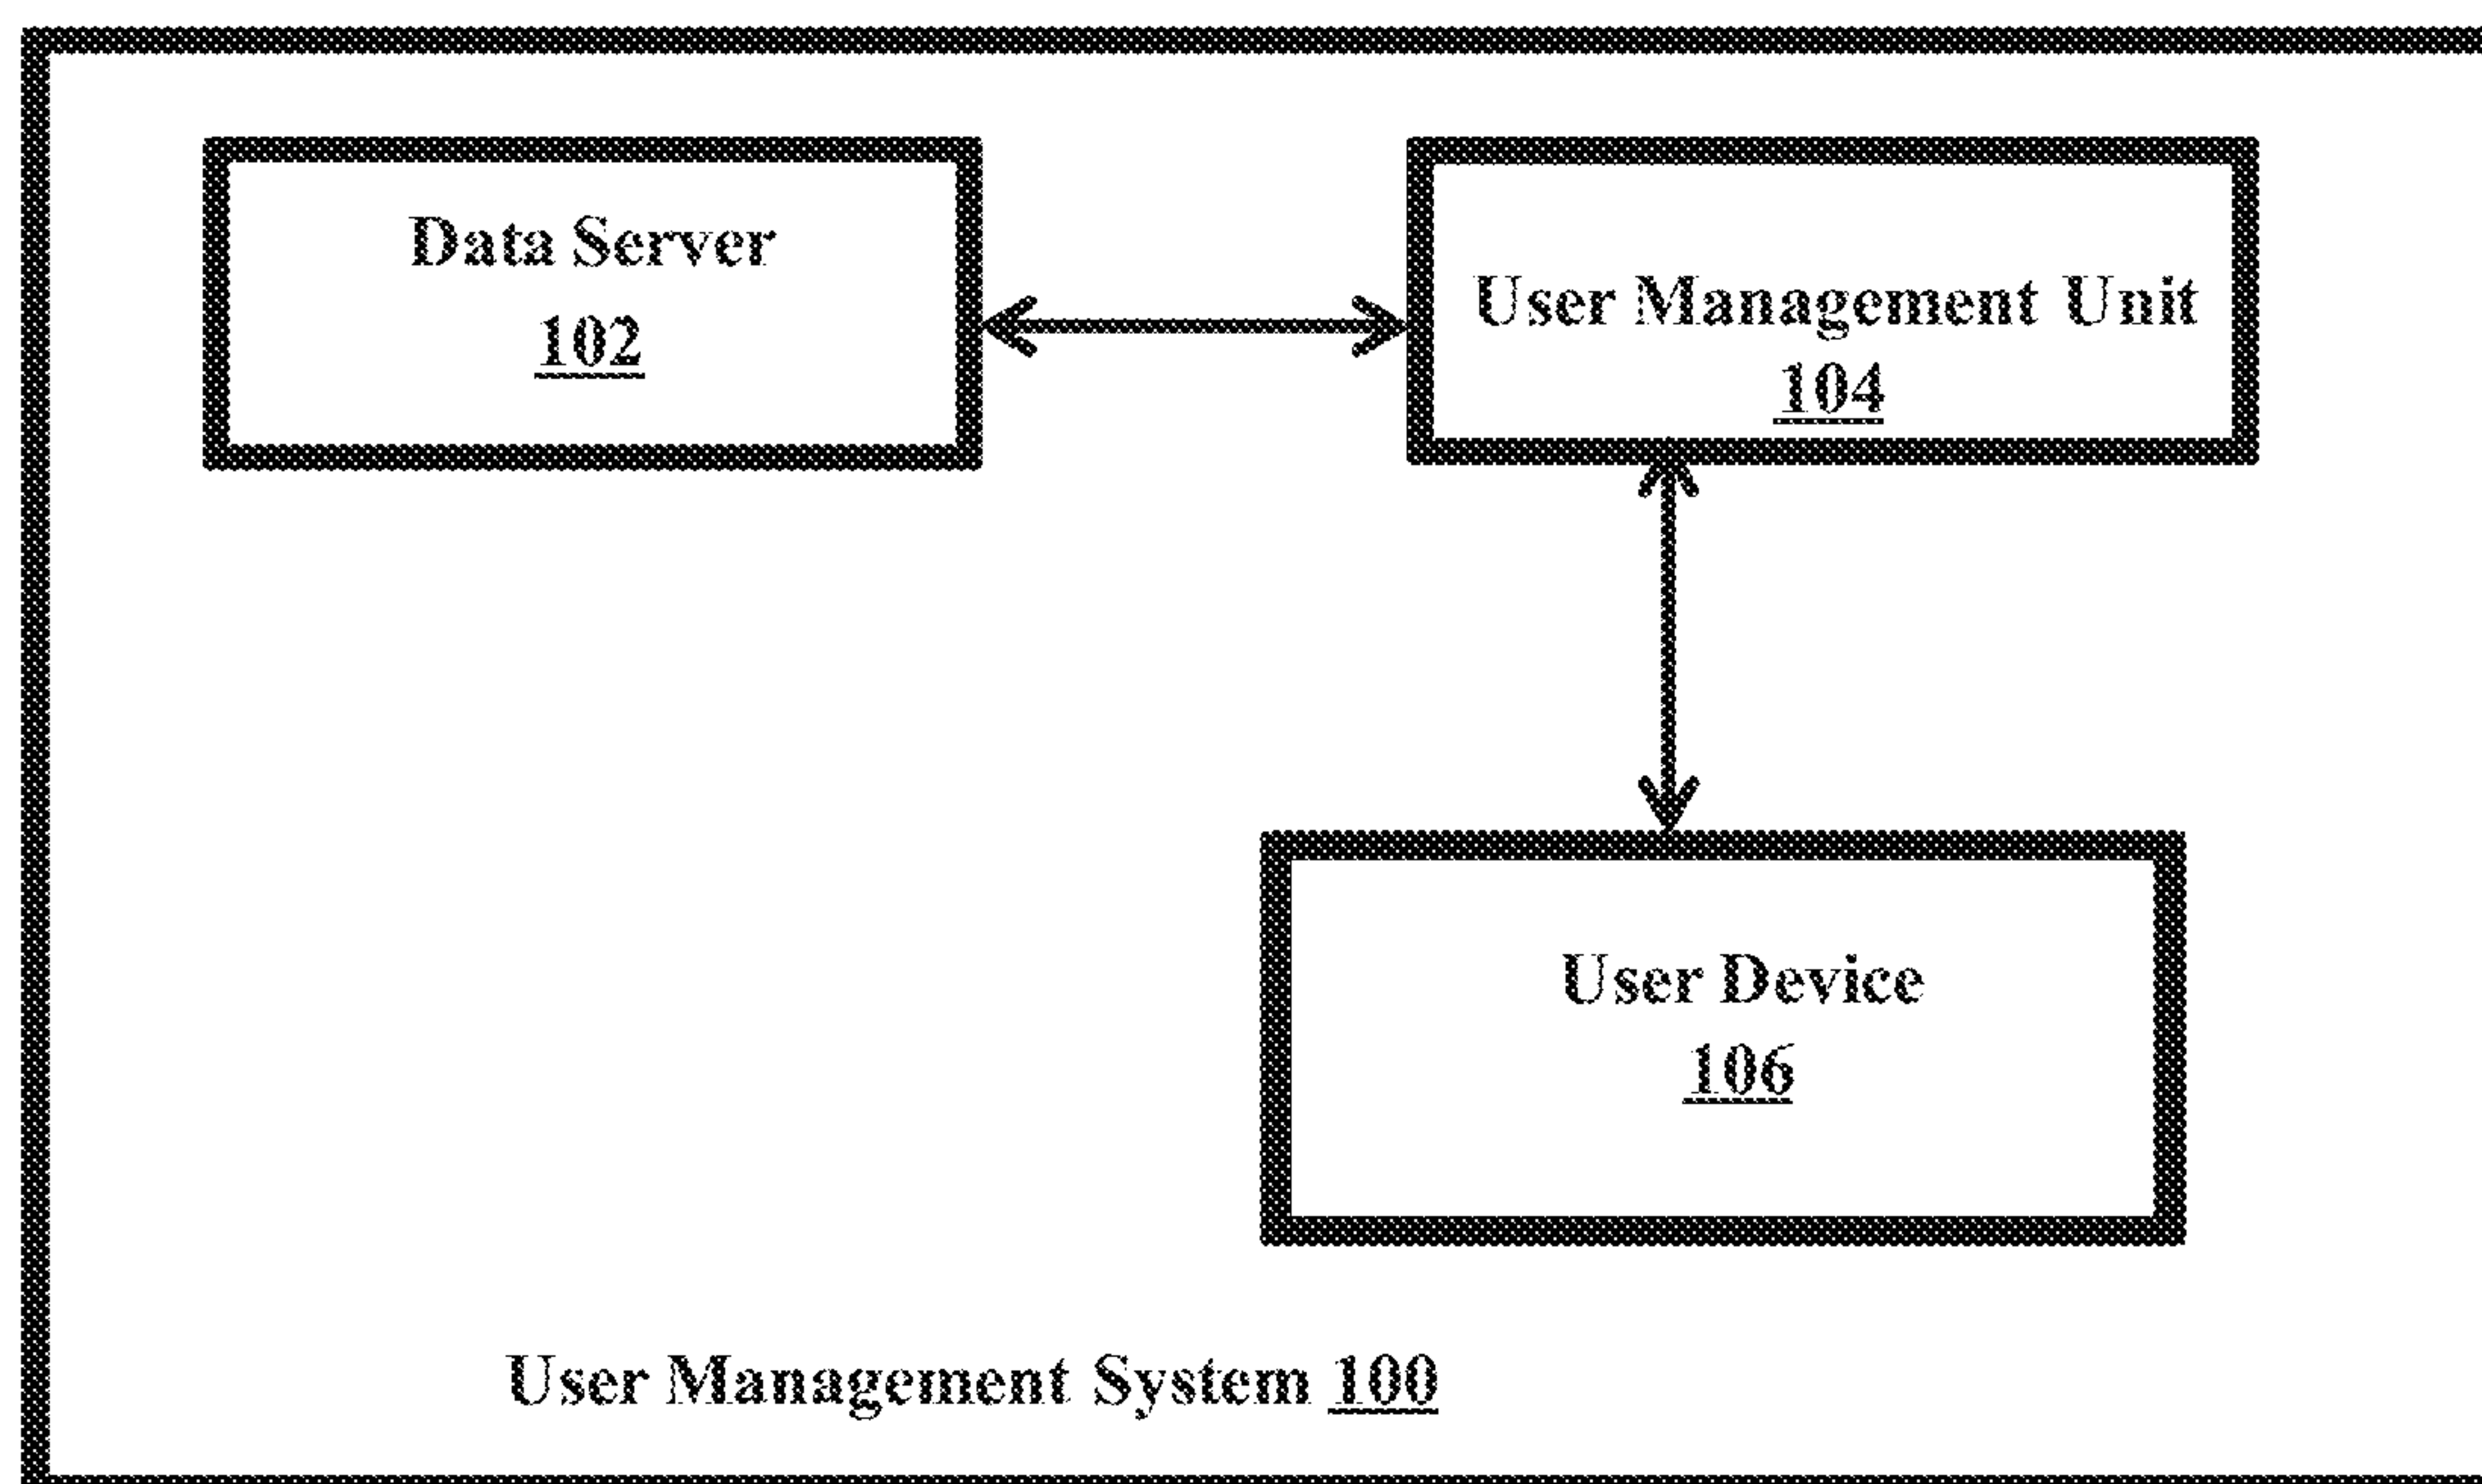 Data Server
102
User Management Unit
104
User Device
106
User Management System 100